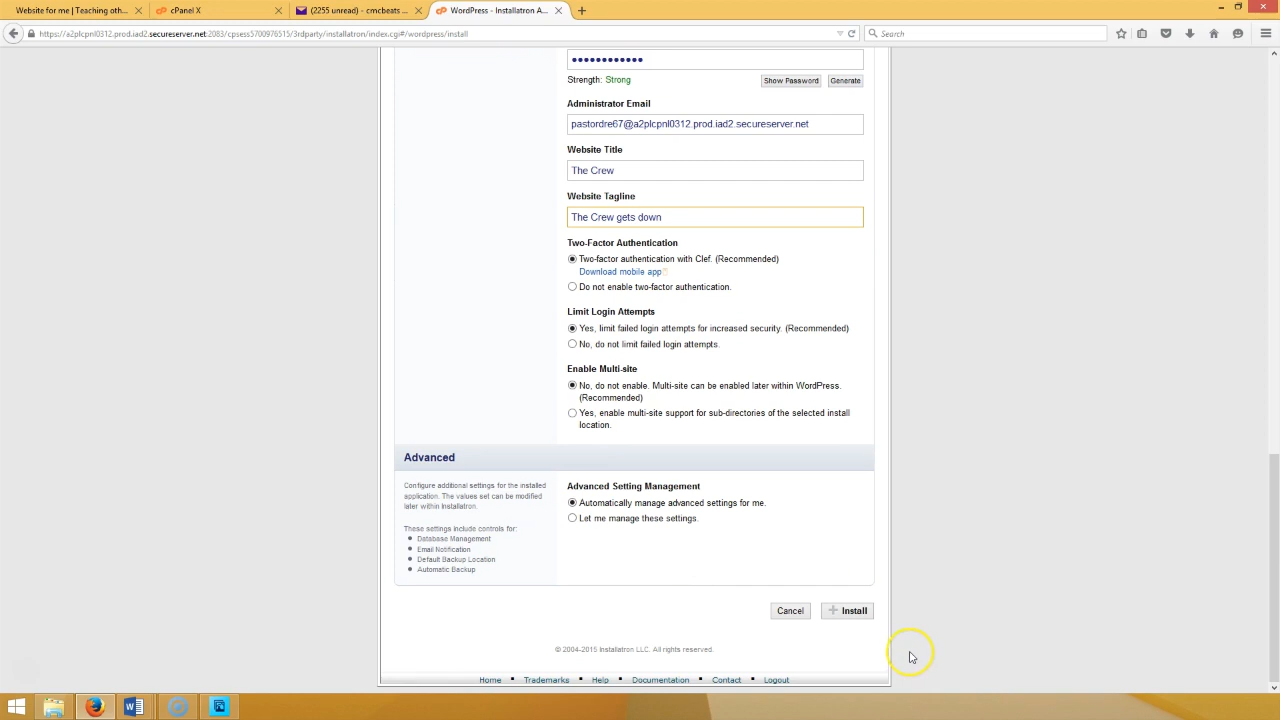 Website for me | Teaching oth...
cPanel X
(2255 unread) - cmcbeats ...
WordPress - Installatron A...
https://a2plcpnl0312.prod.iad2.secureserver.net:2083/cpsess5700976515/3rdparty/installatron/index.cgi#/wordpress/install
Search
••••••••••••
Strength: Strong
Show Password
Generate
Administrator Email
pastordre67@a2plcpnl0312.prod.iad2.secureserver.net
Website Title
The Crew
Website Tagline
The Crew gets down
Two-Factor Authentication
Two-factor authentication with Clef. (Recommended)
Download mobile app
Do not enable two-factor authentication.
Limit Login Attempts
Yes, limit failed login attempts for increased security. (Recommended)
No, do not limit failed login attempts.
Enable Multi-site
No, do not enable. Multi-site can be enabled later within WordPress.
(Recommended)
Yes, enable multi-site support for sub-directories of the selected install
location.
Advanced
Configure additional settings for the installed
application. The values set can be modified
later within Installatron.
These settings include controls for:
• Database Management
• Email Notification
• Default Backup Location
• Automatic Backup
Advanced Setting Management
Automatically manage advanced settings for me.
Let me manage these settings.
Cancel
+ Install
© 2004-2015 Installatron LLC. All rights reserved.
Home ▪ Trademarks ▪ Help ▪ Documentation ▪ Contact ▪ Logout